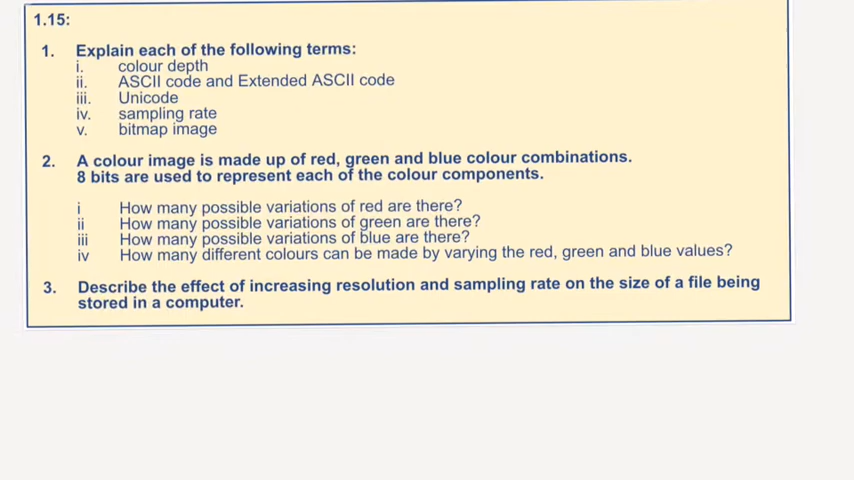 1.15:
1. Explain each of the following terms:
i. colour depth
ii. ASCII code and Extended ASCII code
iii. Unicode
iv. sampling rate
v. bitmap image
2. A colour image is made up of red, green and blue colour combinations.
8 bits are used to represent each of the colour components.
i How many possible variations of red are there?
ii How many possible variations of green are there?
iii How many possible variations of blue are there?
iv How many different colours can be made by varying the red, green and blue values?
3. Describe the effect of increasing resolution and sampling rate on the size of a file being
stored in a computer.